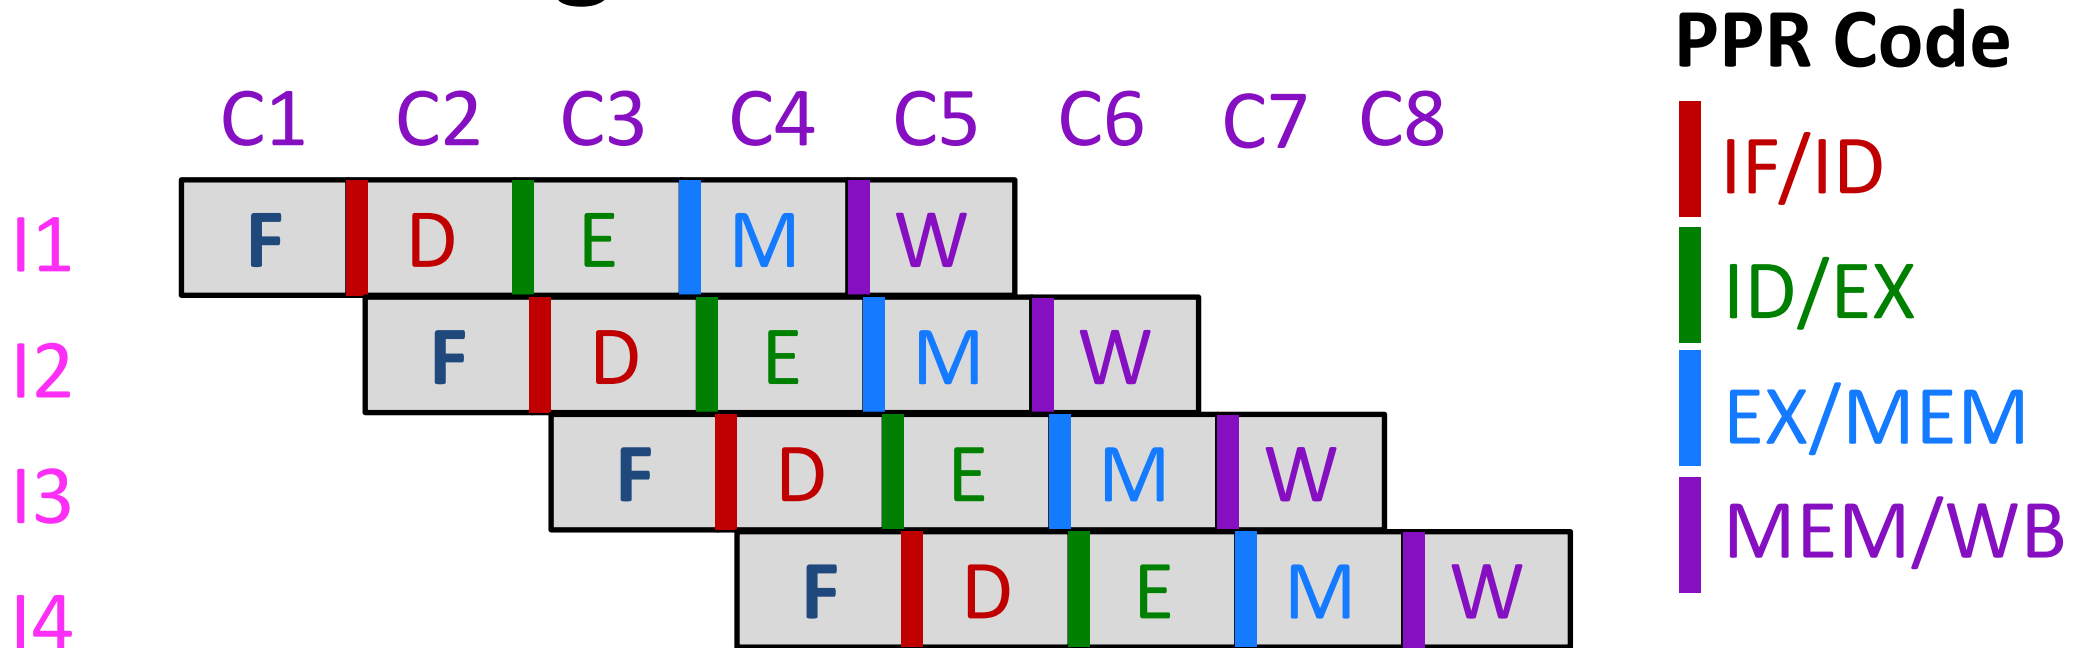 PPR Code
C1 C2 C3 C4 C5 C6 C7 C8
IF/ID
I1 F D E M W
ID/EX
I2 F D E M W
EX/MEM
I3 F D E M W
MEM/WB
I4 F D E M W